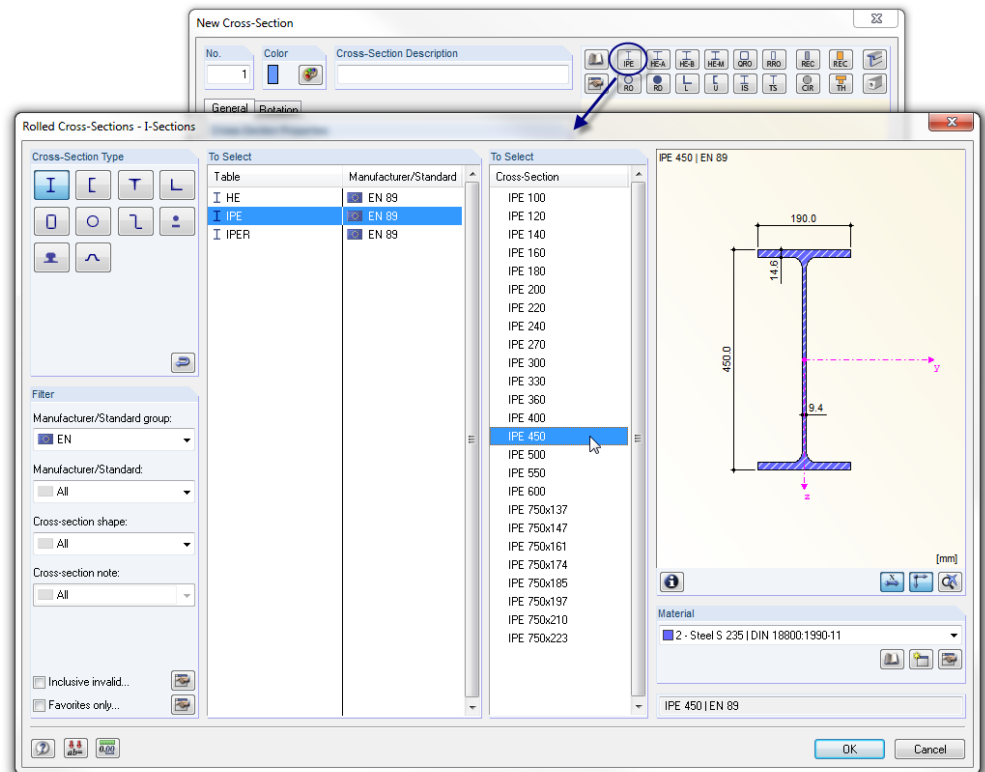 New Cross-Section
No.
Color
Cross-Section Description
1
IPE
HE-A
HE-B
HE-M
QRO
RRO
REC
REC
RO
RD
L
U
IS
TS
CIR
TH
General
Rotation
Cross-Section Properties
Rolled Cross-Sections - I-Sections
Cross-Section Type
Filter
Manufacturer/Standard group:
EN
Manufacturer/Standard:
All
Cross-section shape:
All
Cross-section note:
All
Inclusive invalid...
Favorites only...
To Select
Table Manufacturer/Standard
HE EN 89
IPE EN 89
IPER EN 89
To Select
Cross-Section
IPE 100
IPE 120
IPE 140
IPE 160
IPE 180
IPE 200
IPE 220
IPE 240
IPE 270
IPE 300
IPE 330
IPE 360
IPE 400
IPE 450
IPE 500
IPE 550
IPE 600
IPE 750x137
IPE 750x147
IPE 750x161
IPE 750x174
IPE 750x185
IPE 750x197
IPE 750x210
IPE 750x223
IPE 450 | EN 89
190.0
14.6
450.0
y
9.4
z
[mm]
Material
2 - Steel S 235 | DIN 18800:1990-11
IPE 450 | EN 89
0.00
OK
Cancel